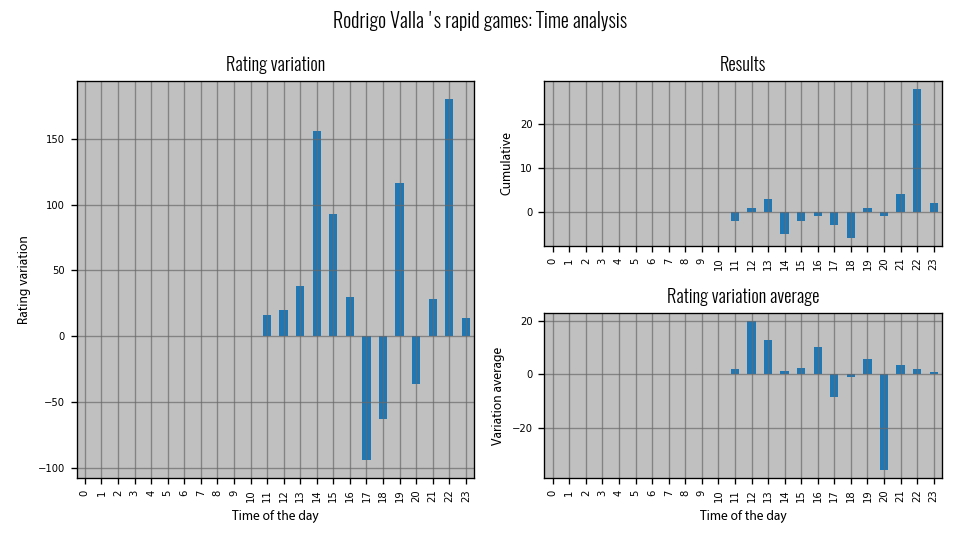 Rodrigo Valla 's rapid games: Time analysis
Rating variation
Rating variation
150
100
50
0
−50
−100
0 1 2 3 4 5 6 7 8 9 10 11 12 13 14 15 16 17 18 19 20 21 22 23
Time of the day
Results
Cumulative
20
10
0
0 1 2 3 4 5 6 7 8 9 10 11 12 13 14 15 16 17 18 19 20 21 22 23
Rating variation average
Variation average
20
0
−20
0 1 2 3 4 5 6 7 8 9 10 11 12 13 14 15 16 17 18 19 20 21 22 23
Time of the day